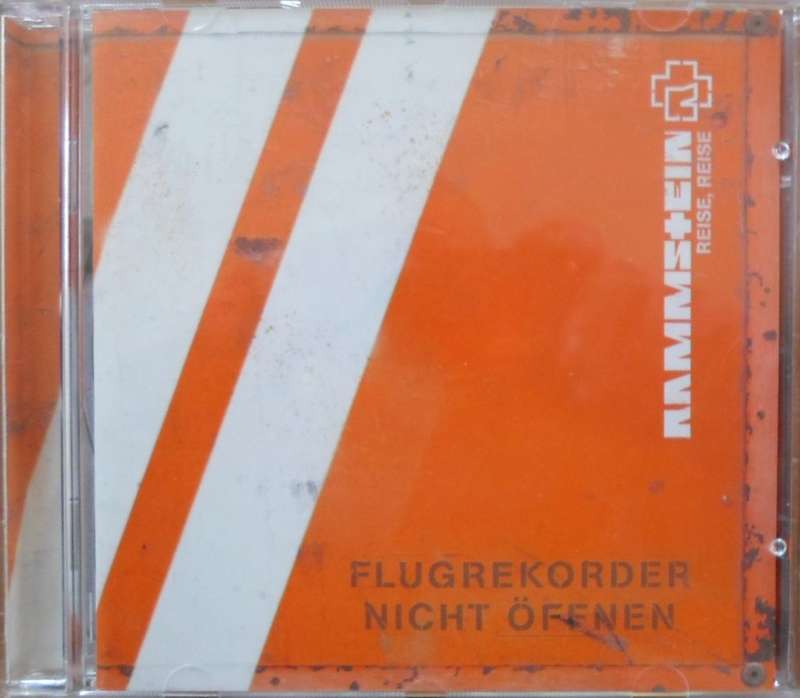 RAMMSTEIN
REISE, REISE
FLUGREKORDER
NICHT ÖFFNEN